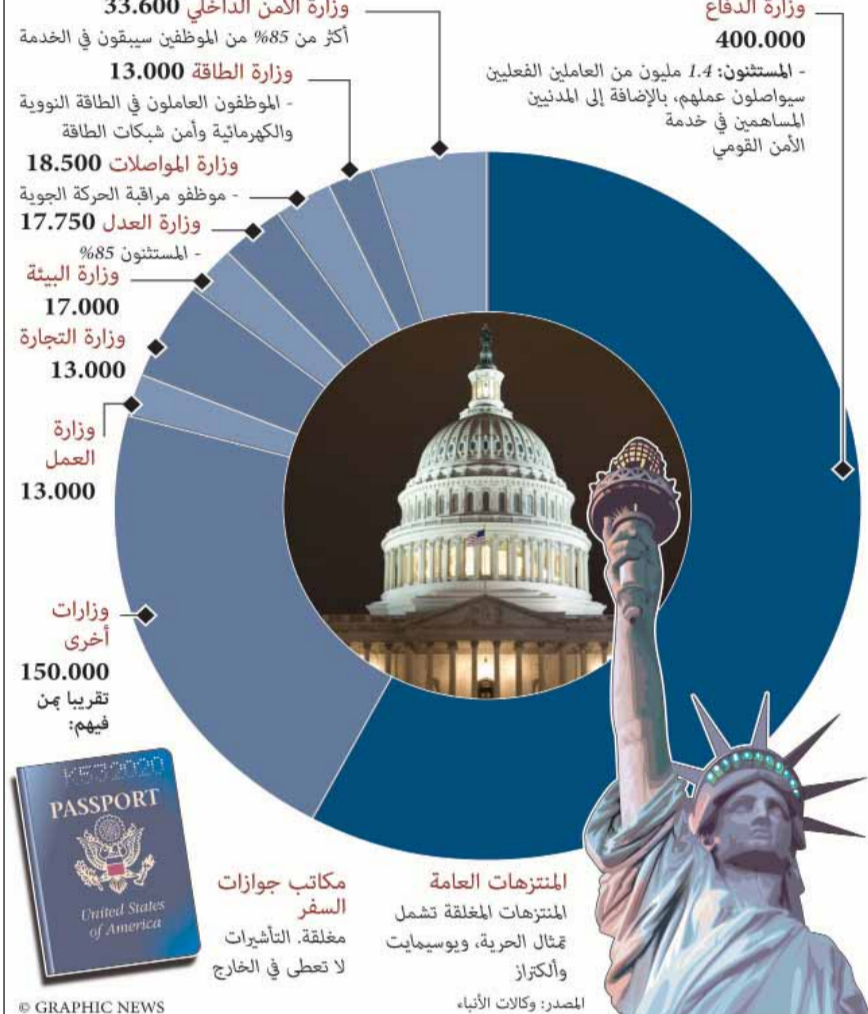 وزارة الدفاع
400.000
- المستثنون: 1.4 مليون من العاملين الفعليين
سيواصلون عملهم، بالإضافة إلى المدنيين
المساهمين في خدمة
الأمن القومي
وزارة الأمن الداخلي 33.600
أكثر من 85% من الموظفين سيبقون في الخدمة
وزارة الطاقة 13.000
- الموظفون العاملون في الطاقة النووية
والكهرمائية وأمن شبكات الطاقة
وزارة المواصلات 18.500
- موظفو مراقبة الحركة الجوية
وزارة العدل 17.750
- المستثنون 85%
وزارة البيئة
17.000
وزارة التجارة
13.000
وزارة
العمل
13.000
وزارات
أخرى
150.000
تقريبا بمن
فيهم:
PASSPORT
United States
of America
المنتزهات العامة
المنتزهات المغلقة تشمل
تمثال الحرية، ويوسيمايت
وألكتراز
مكاتب جوازات
السفر
مغلقة. التأشيرات
لا تعطى في الخارج
المصدر: وكالات الأنباء
© GRAPHIC NEWS